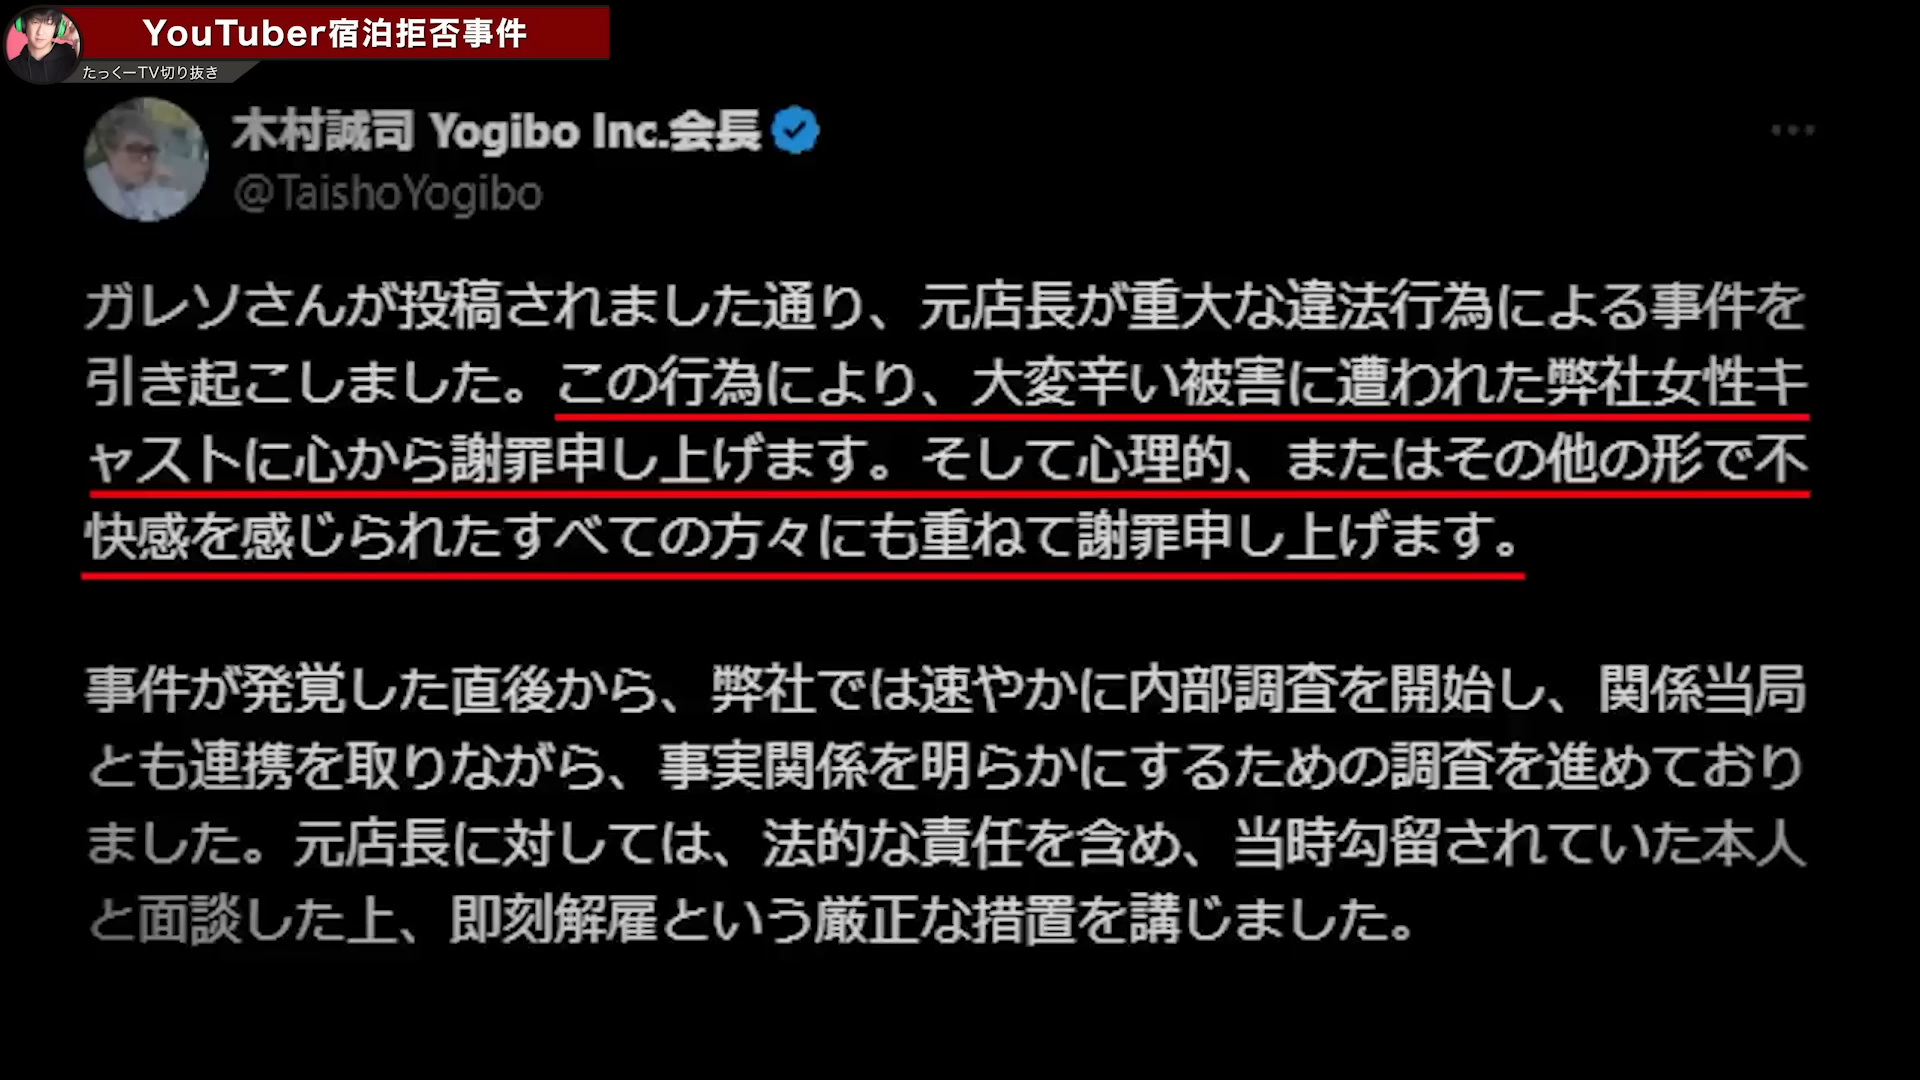 YouTuber宿泊拒否事件
たっくーTV切り抜き
木村誠司 Yogibo Inc.会長
@TaishoYogibo
ガレソさんが投稿されました通り、元店長が重大な違法行為による事件を
引き起こしました。この行為により、大変辛い被害に遭われた弊社女性キ
ャストに心から謝罪申し上げます。そして心理的、またはその他の形で不
快感を感じられたすべての方々にも重ねて謝罪申し上げます。
事件が発覚した直後から、弊社では速やかに内部調査を開始し、関係当局
とも連携を取りながら、事実関係を明らかにするための調査を進めており
ました。元店長に対しては、法的な責任を含め、当時勾留されていた本人
と面談した上、即刻解雇という厳正な措置を講じました。